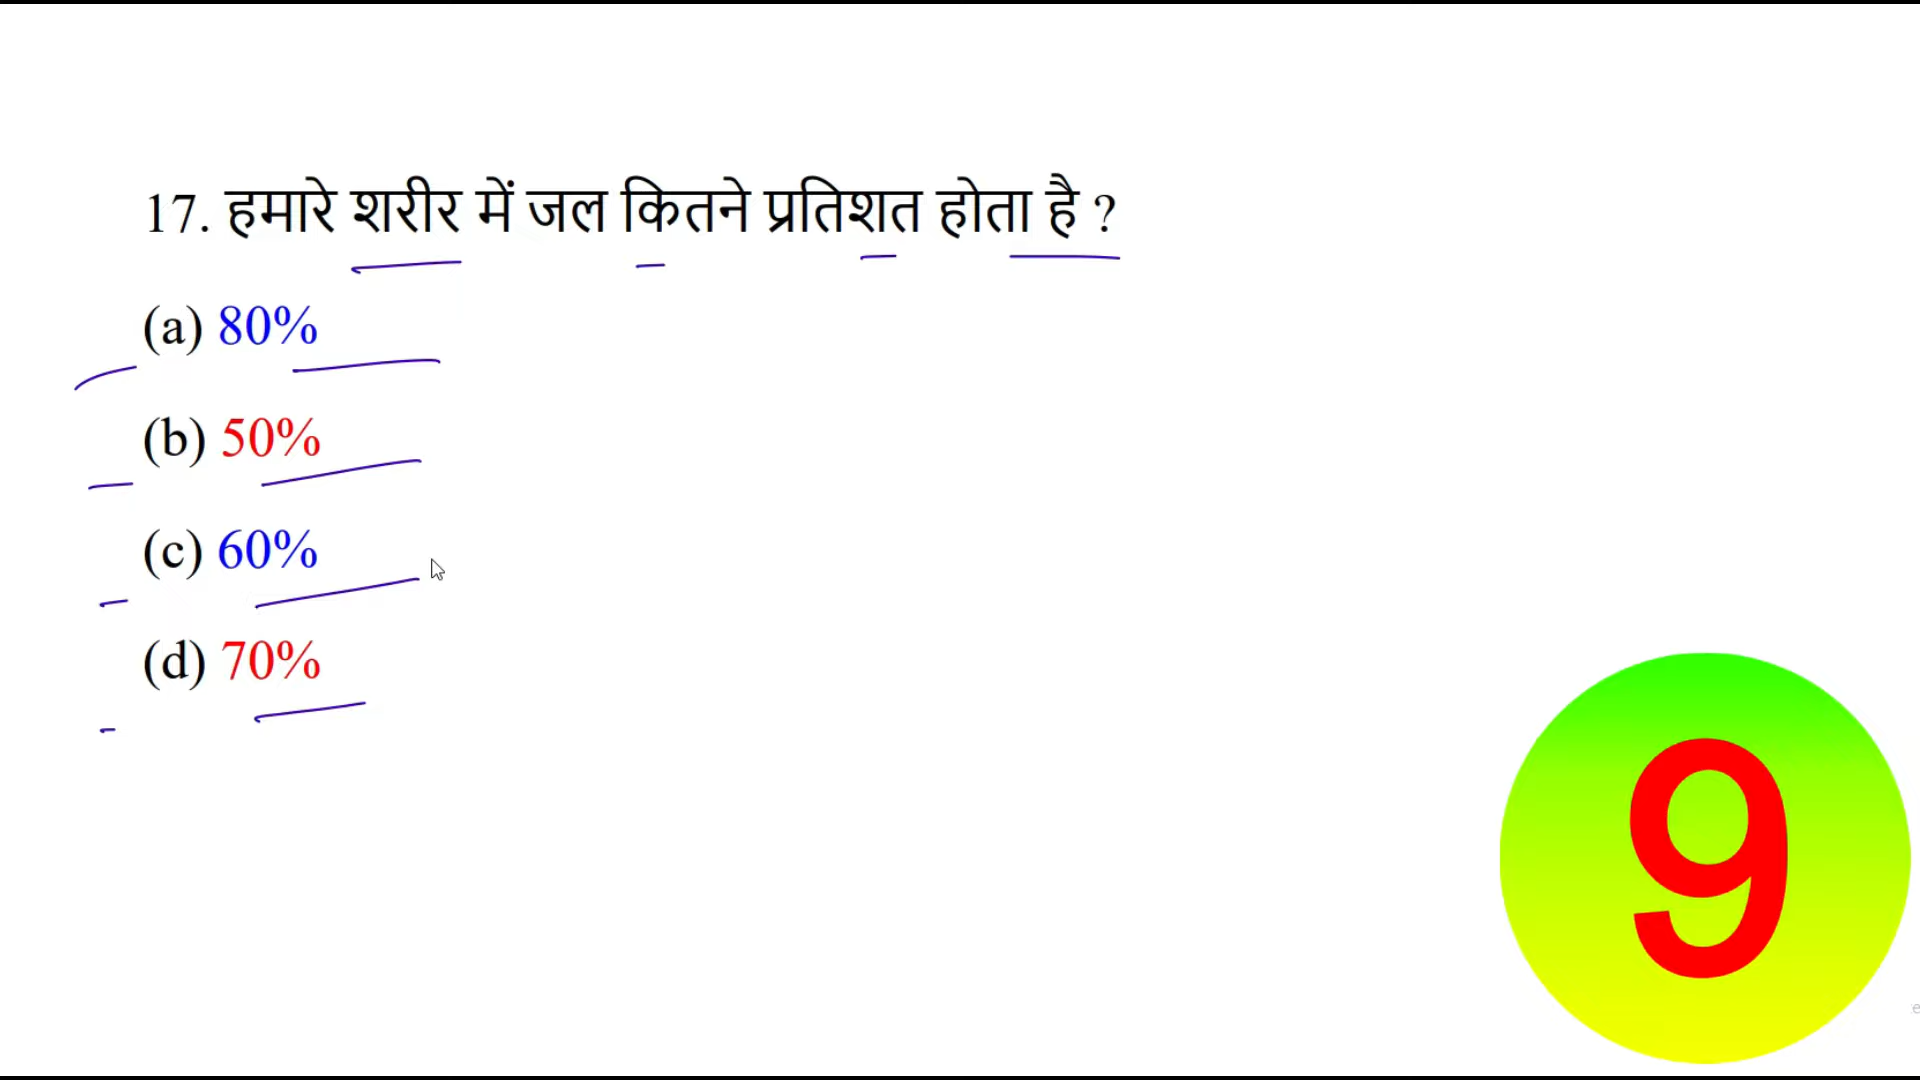 17. हमारे शरीर में जल कितने प्रतिशत होता है ?
(a) 80%
(b) 50%
(c) 60%
(d) 70%
9